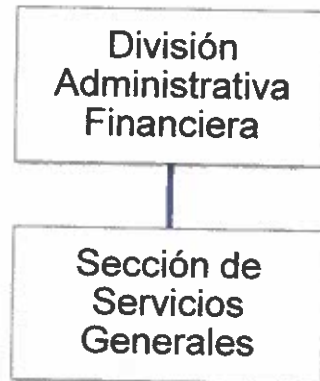 División
Administrativa
Financiera
Sección de
Servicios
Generales